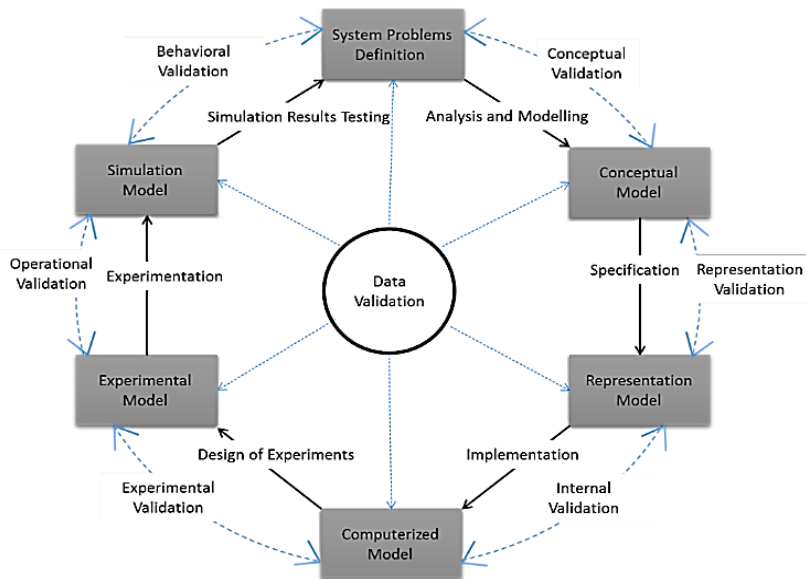 System Problems
Definition
Behavioral
Validation
Conceptual
Validation
Simulation Results Testing
Analysis and Modelling
Simulation
Model
Conceptual
Model
Operational
Validation
Experimentation
Data
Validation
Specification
Representation
Validation
Experimental
Model
Representation
Model
Design of Experiments
Implementation
Experimental
Validation
Internal
Validation
Computerized
Model